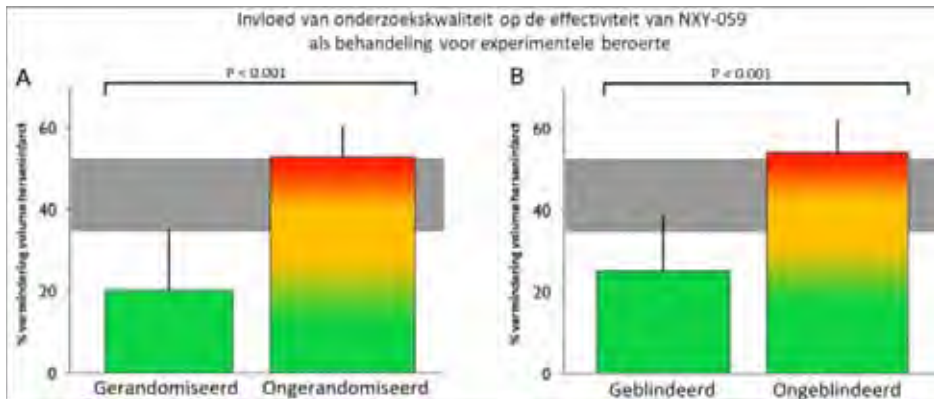 Invloed van onderzoekskwaliteit op de effectiviteit van NXY-059
als behandeling voor experimentele beroerte
A
P < 0.001
% vermindering volume herseninfarct
60
40
20
0
Gerandomiseerd
Ongerandomiseerd
B
P < 0.001
% vermindering volume herseninfarct
60
40
20
0
Geblindeerd
Ongeblindeerd